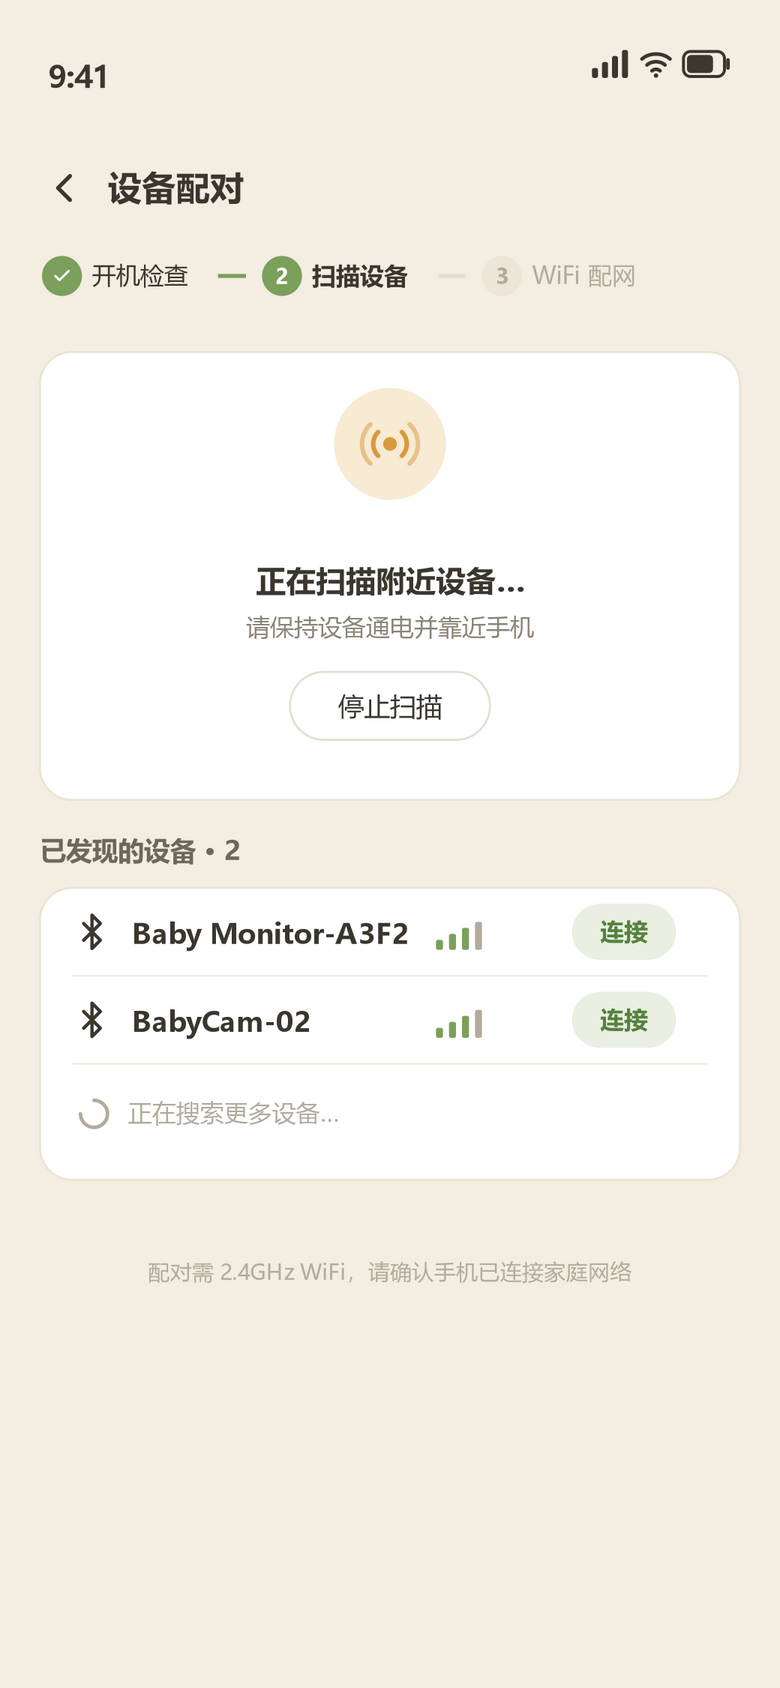 9:41
设备配对
开机检查 2 扫描设备 3 WiFi 配网
正在扫描附近设备...
请保持设备通电并靠近手机
停止扫描
已发现的设备 • 2
Baby Monitor-A3F2 连接
BabyCam-02 连接
正在搜索更多设备...
配对需 2.4GHz WiFi，请确认手机已连接家庭网络